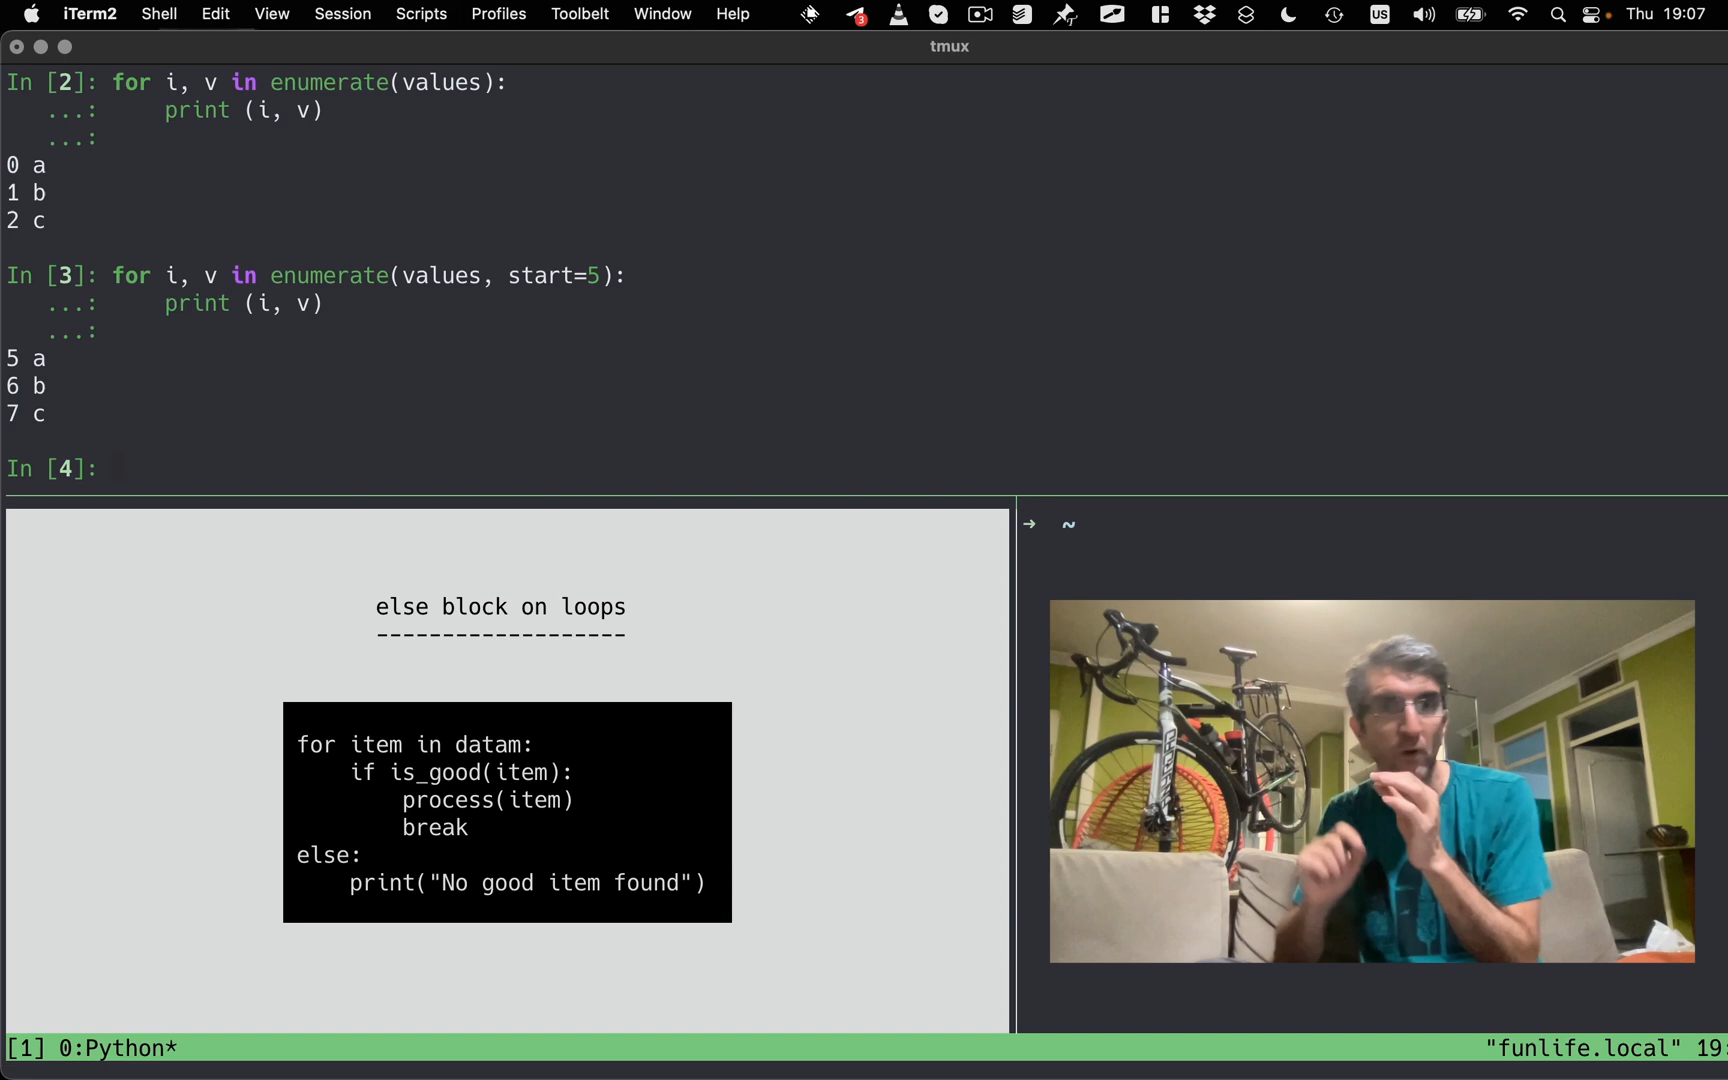 iTerm2 Shell Edit View Session Scripts Profiles Toolbelt Window Help 3 US Thu 19:07
tmux
In [2]: for i, v in enumerate(values):
...: print (i, v)
...:
0 a
1 b
2 c
In [3]: for i, v in enumerate(values, start=5):
...: print (i, v)
...:
5 a
6 b
7 c
In [4]:
else block on loops
-------------------
for item in datam:
if is_good(item):
process(item)
break
else:
print("No good item found")
→ ~
[1] 0:Python* "funlife.local" 19: